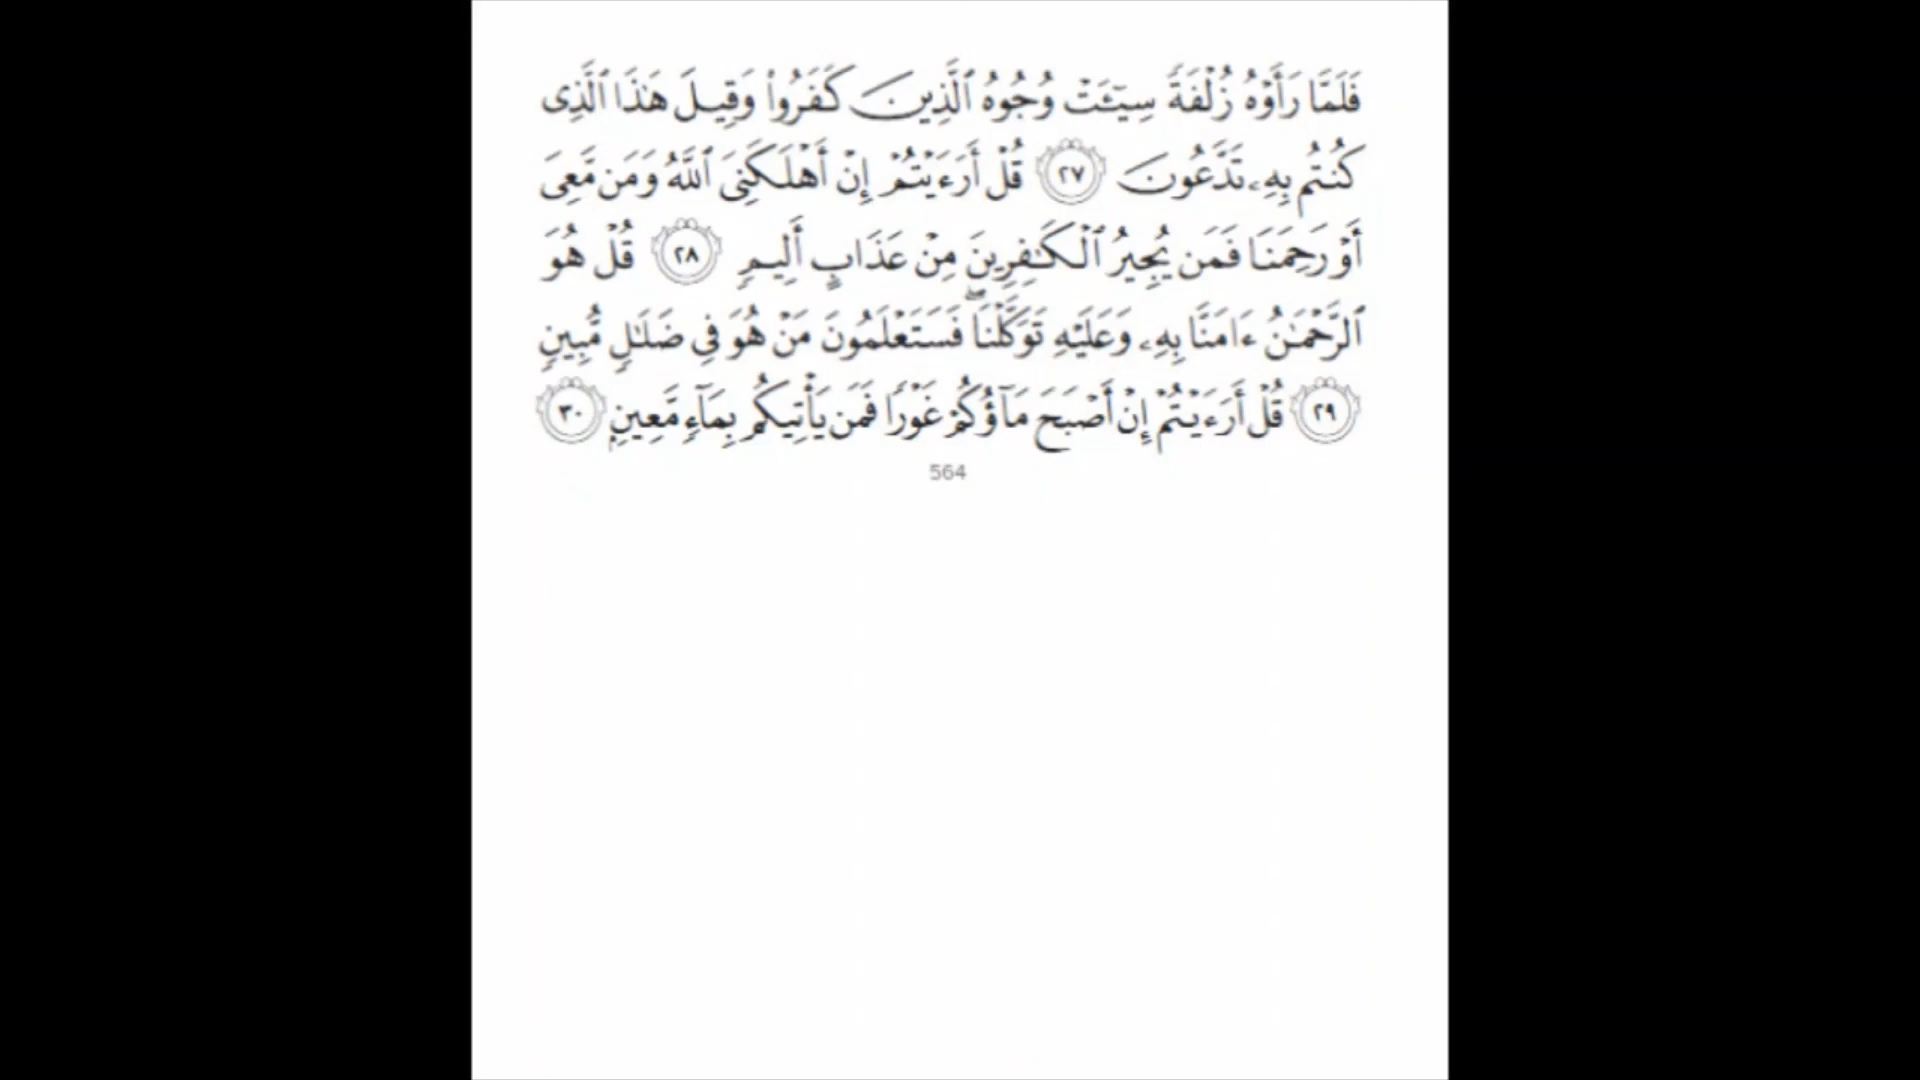 فَلَمَّا رَأَوْهُ زُلْفَةً سِيٓـَٔتْ وُجُوهُ ٱلَّذِينَ كَفَرُوا۟ وَقِيلَ هَٰذَا ٱلَّذِى
كُنتُم بِهِۦ تَدَّعُونَ ٢٧ قُلْ أَرَءَيْتُمْ إِنْ أَهْلَكَنِىَ ٱللَّهُ وَمَن مَّعِىَ
أَوْ رَحِمَنَا فَمَن يُجِيرُ ٱلْكَٰفِرِينَ مِنْ عَذَابٍ أَلِيمٍ ٢٨ قُلْ هُوَ
ٱلرَّحْمَٰنُ ءَامَنَّا بِهِۦ وَعَلَيْهِ تَوَكَّلْنَا ۖ فَسَتَعْلَمُونَ مَنْ هُوَ فِى ضَلَٰلٍ مُّبِينٍ
٢٩ قُلْ أَرَءَيْتُمْ إِنْ أَصْبَحَ مَآؤُكُمْ غَوْرًا فَمَن يَأْتِيكُم بِمَآءٍ مَّعِينٍۭ ٣٠
564